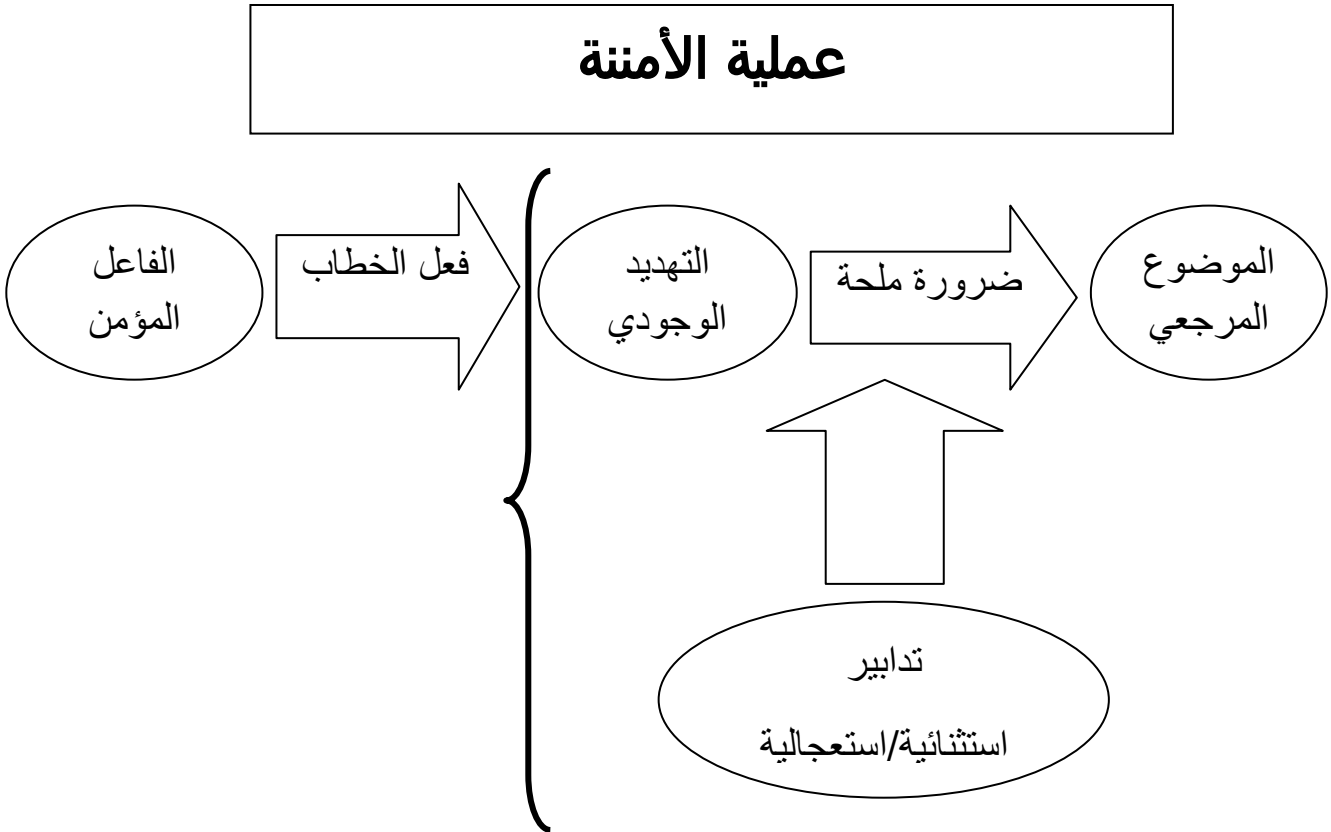 عملية الأمننة
الفاعل
المؤمن
فعل الخطاب
التهديد
الوجودي
ضرورة ملحة
الموضوع
المرجعي
تدابير
استثنائية/استعجالية